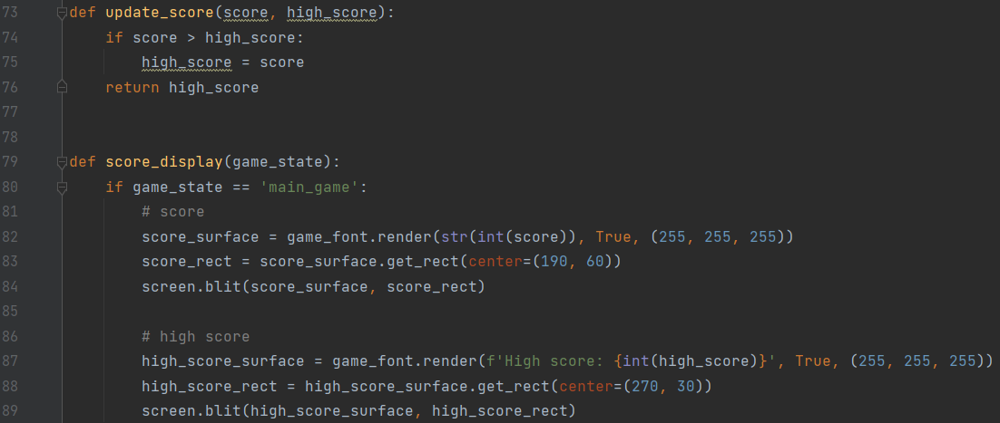 73 def update_score(score, high_score):
74     if score > high_score:
75         high_score = score
76     return high_score
77
78
79 def score_display(game_state):
80     if game_state == 'main_game':
81         # score
82         score_surface = game_font.render(str(int(score)), True, (255, 255, 255))
83         score_rect = score_surface.get_rect(center=(190, 60))
84         screen.blit(score_surface, score_rect)
85
86         # high score
87         high_score_surface = game_font.render(f'High score: {int(high_score)}', True, (255, 255, 255))
88         high_score_rect = high_score_surface.get_rect(center=(270, 30))
89         screen.blit(high_score_surface, high_score_rect)